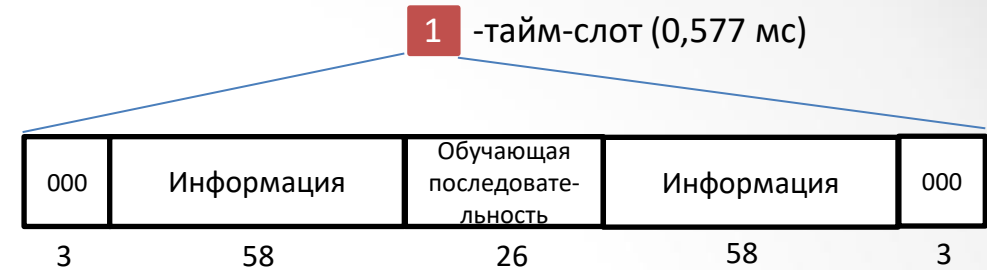 1 -тайм-слот (0,577 мс)
000 Информация Обучающая последовате-льность Информация 000
3 58 26 58 3